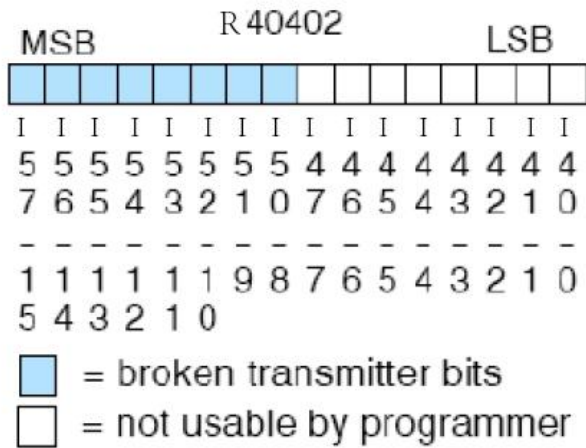 R 40402
MSB LSB
I I I I I I I I I I I I I I I I
5 5 5 5 5 5 5 5 4 4 4 4 4 4 4 4
7 6 5 4 3 2 1 0 7 6 5 4 3 2 1 0
- - - - - - - - - - - - - - - -
1 1 1 1 1 1 9 8 7 6 5 4 3 2 1 0
5 4 3 2 1 0
= broken transmitter bits
= not usable by programmer